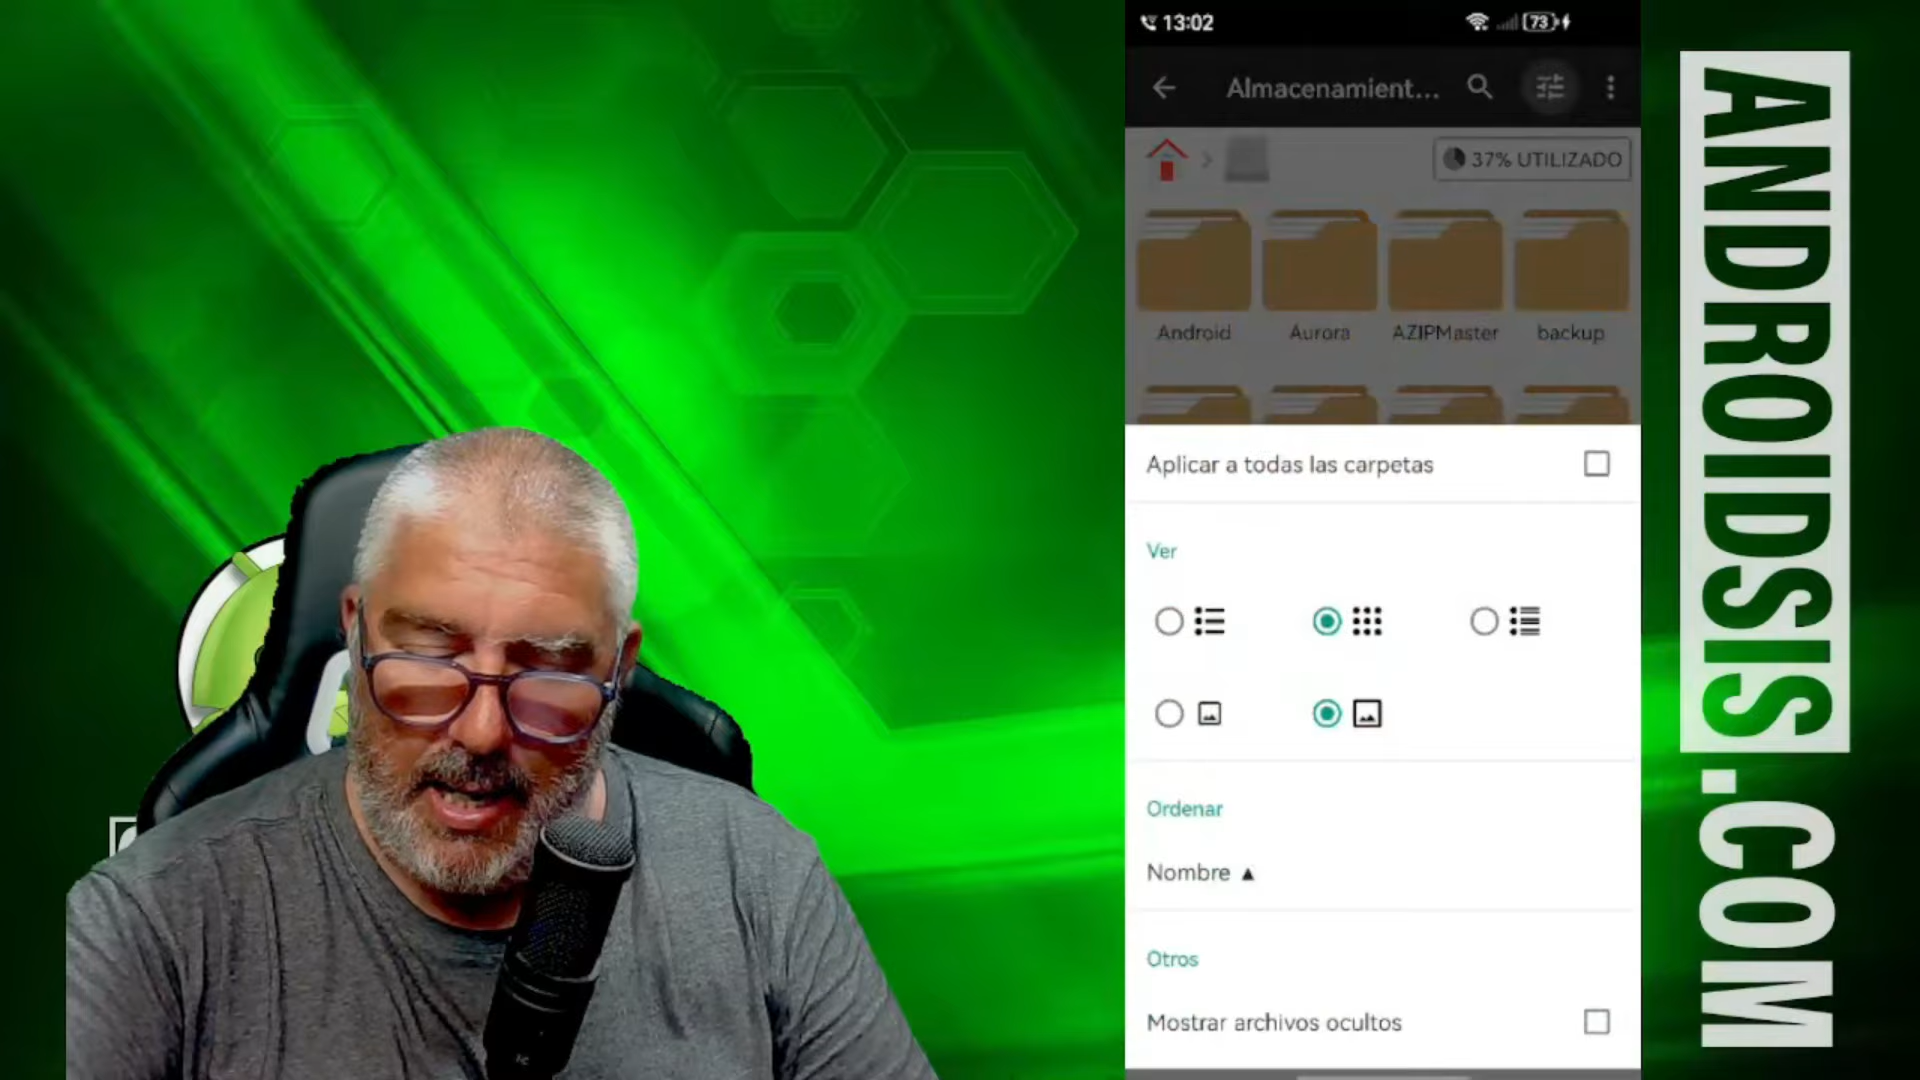 13:02
73
Almacenamient...
37% UTILIZADO
Android
Aurora
AZIPMaster
backup
Aplicar a todas las carpetas
Ver
Ordenar
Nombre ▲
Otros
Mostrar archivos ocultos
ANDROIDSIS.COM